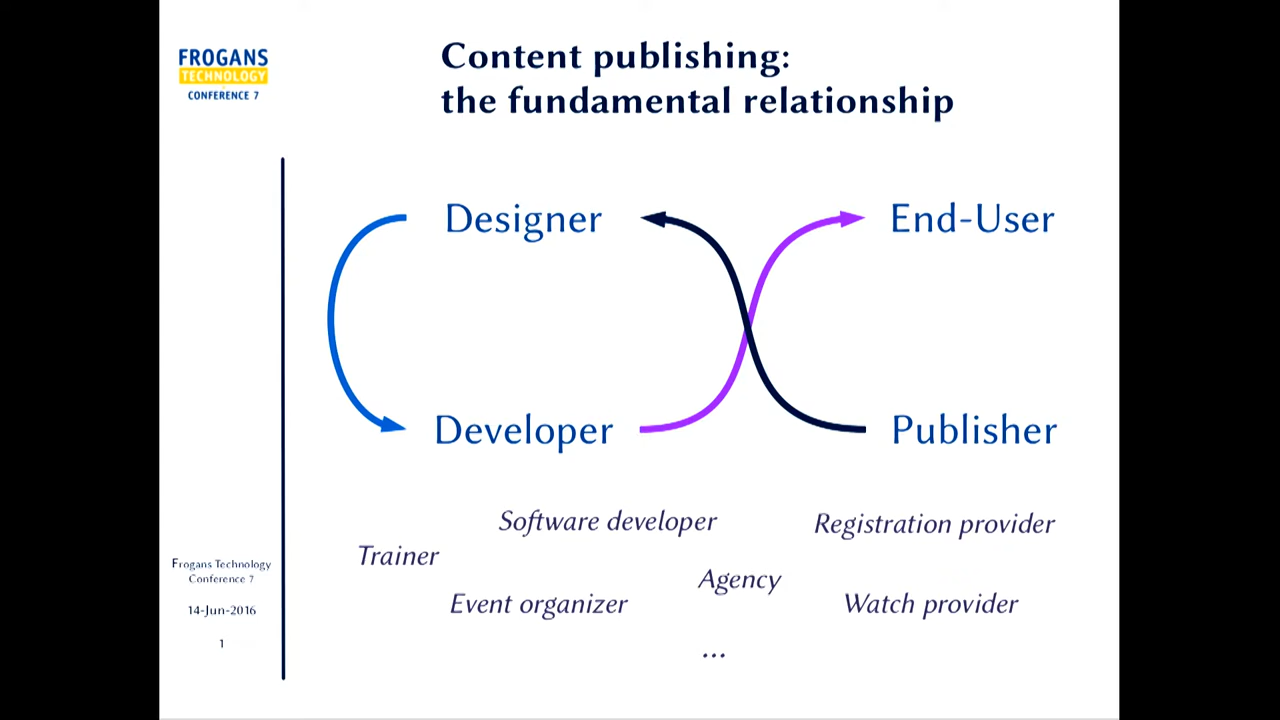 FROGANS
TECHNOLOGY
CONFERENCE 7
Content publishing:
the fundamental relationship
Designer
End-User
Developer
Publisher
Software developer
Registration provider
Trainer
Agency
Event organizer
Watch provider
...
Frogans Technology
Conference 7
14-Jun-2016
1